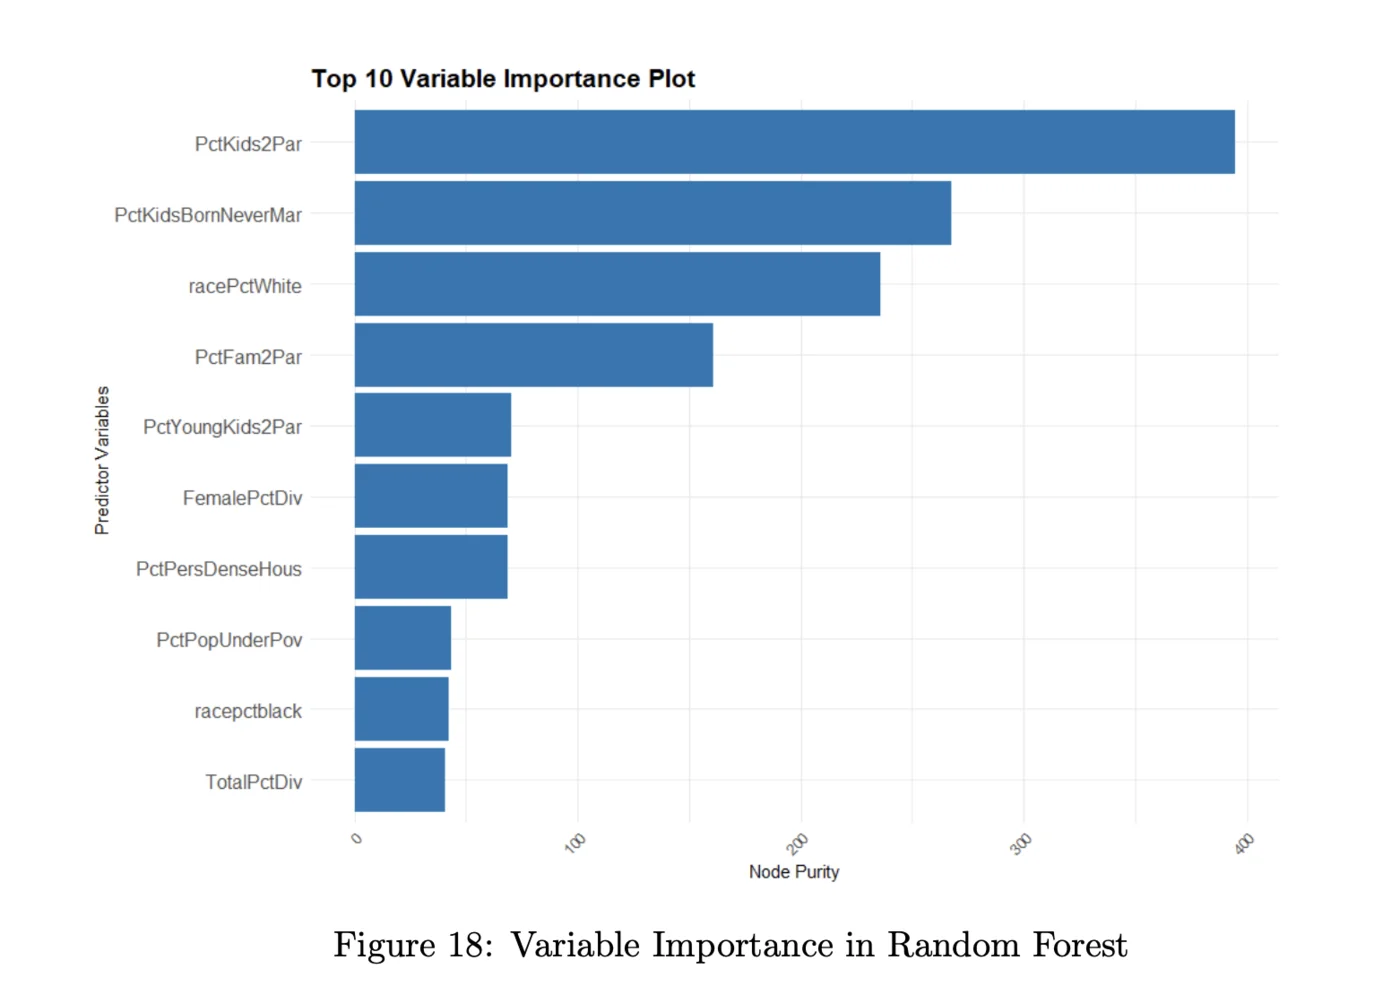 Top 10 Variable Importance Plot
PctKids2Par
PctKidsBornNeverMar
racePctWhite
PctFam2Par
PctYoungKids2Par
FemalePctDiv
PctPersDenseHous
PctPopUnderPov
racepctblack
TotalPctDiv
Predictor Variables
0 100 200 300 400
Node Purity
Figure 18: Variable Importance in Random Forest